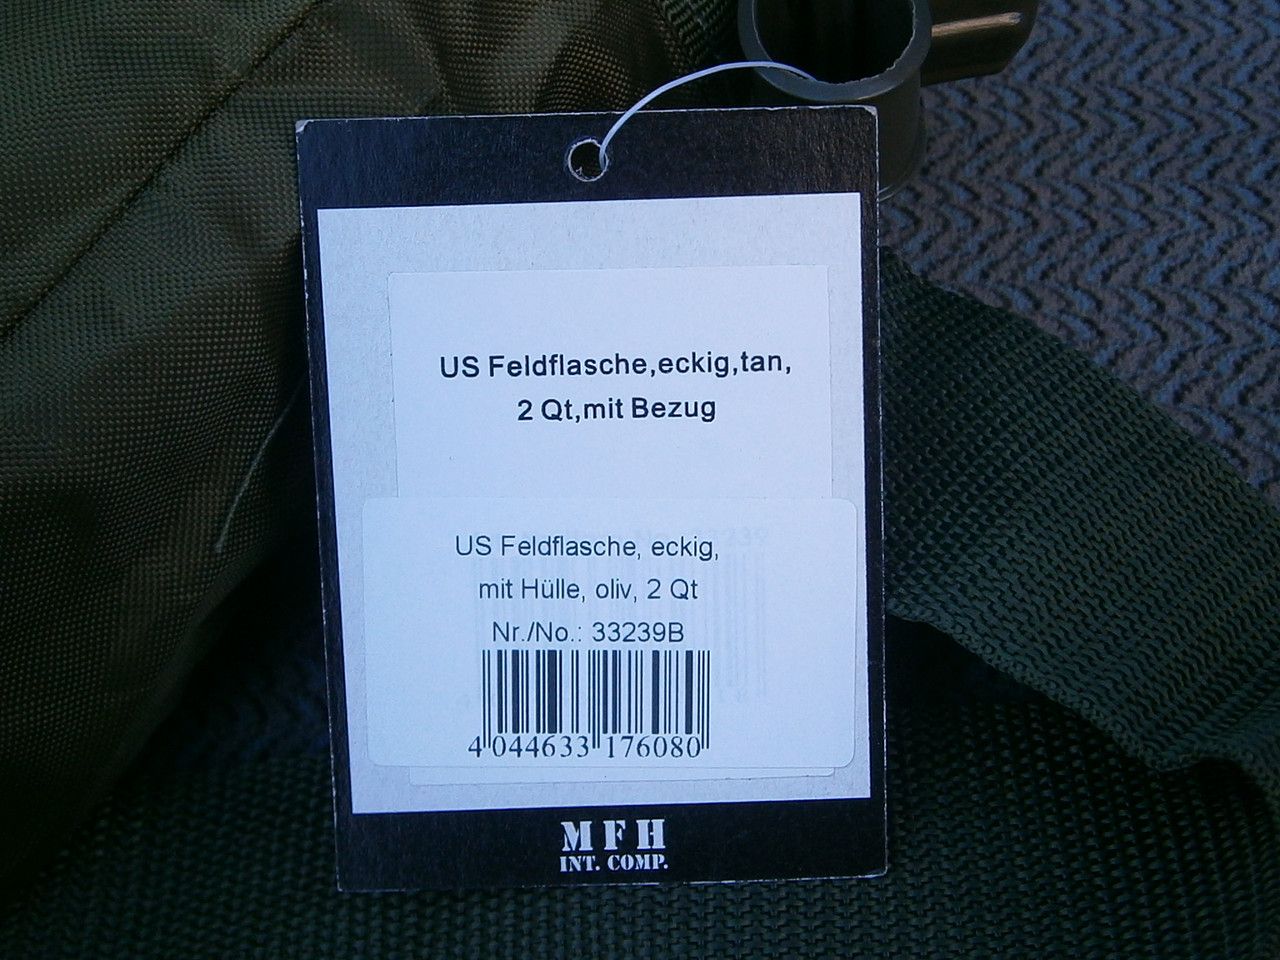 US Feldflasche,eckig,tan,
2 Qt,mit Bezug
US Feldflasche, eckig,
mit Hülle, oliv, 2 Qt
Nr./No.: 33239B
4 044633 176080
MFH
INT. COMP.